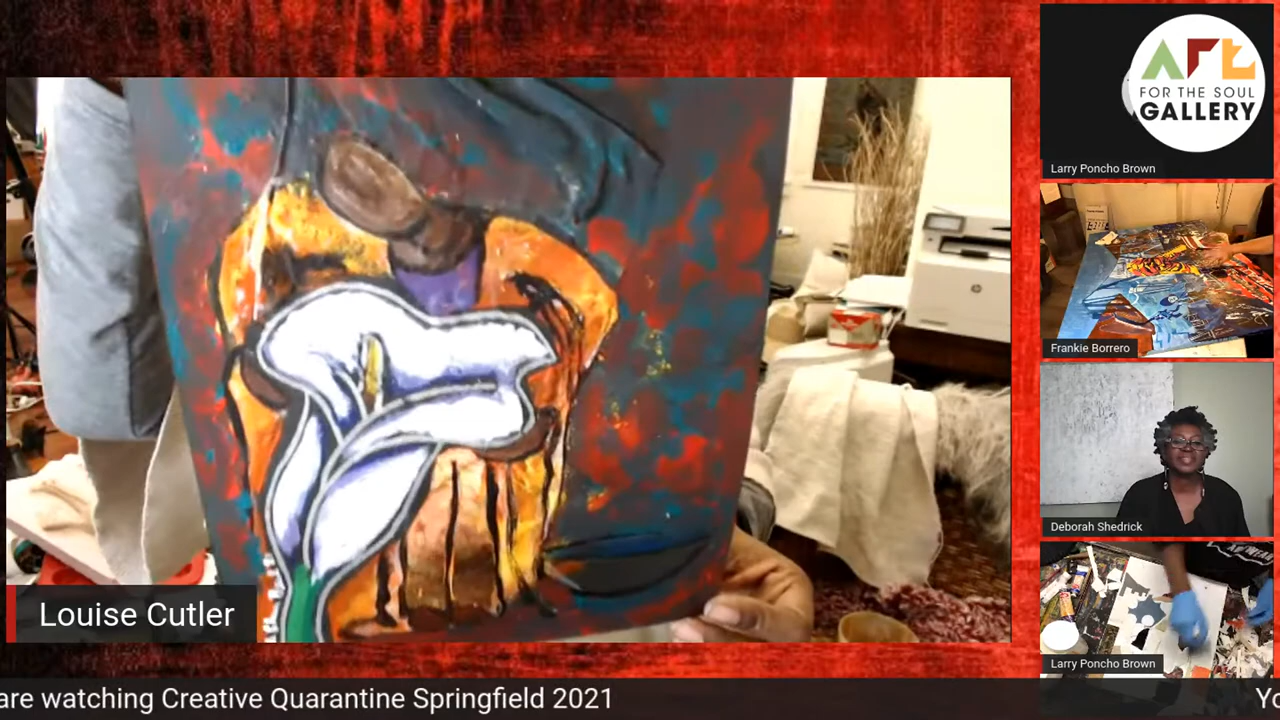 ART
FOR THE SOUL
GALLERY
Larry Poncho Brown
Frankie Borrero
Deborah Shedrick
Louise Cutler
Larry Poncho Brown
are watching Creative Quarantine Springfield 2021
Yo